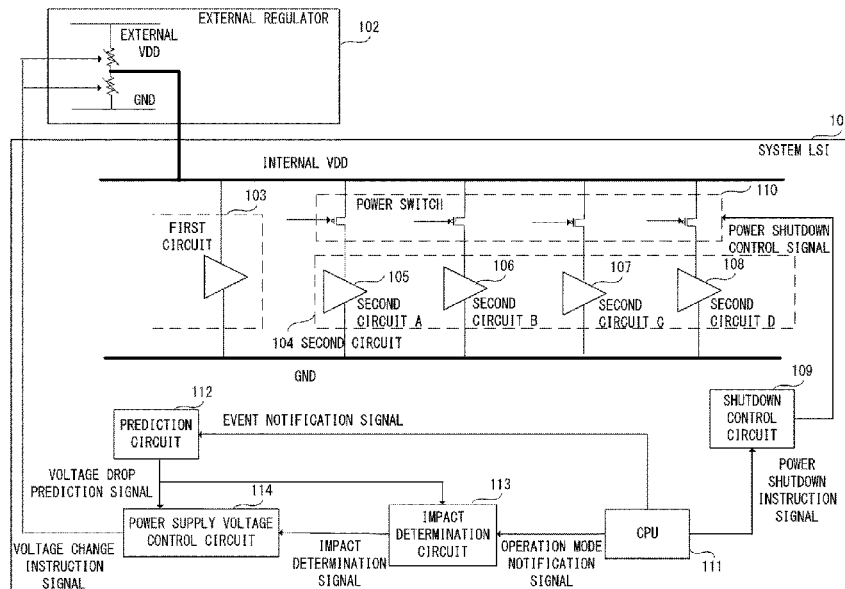 EXTERNAL REGULATOR
102
EXTERNAL
VDD
GND
10
SYSTEM LSI
INTERNAL VDD
110
POWER SWITCH
103
FIRST
CIRCUIT
POWER SHUTDOWN
CONTROL SIGNAL
105
106
107
108
SECOND
CIRCUIT A
SECOND
CIRCUIT B
SECOND
CIRCUIT C
SECOND
CIRCUIT D
104 SECOND CIRCUIT
GND
109
SHUTDOWN
CONTROL
CIRCUIT
112
PREDICTION
CIRCUIT
EVENT NOTIFICATION SIGNAL
VOLTAGE DROP
PREDICTION SIGNAL
POWER
SHUTDOWN
INSTRUCTION
SIGNAL
114
POWER SUPPLY VOLTAGE
CONTROL CIRCUIT
113
IMPACT
DETERMINATION
CIRCUIT
CPU
111
VOLTAGE CHANGE
INSTRUCTION
SIGNAL
IMPACT
DETERMINATION
SIGNAL
OPERATION MODE
NOTIFICATION
SIGNAL